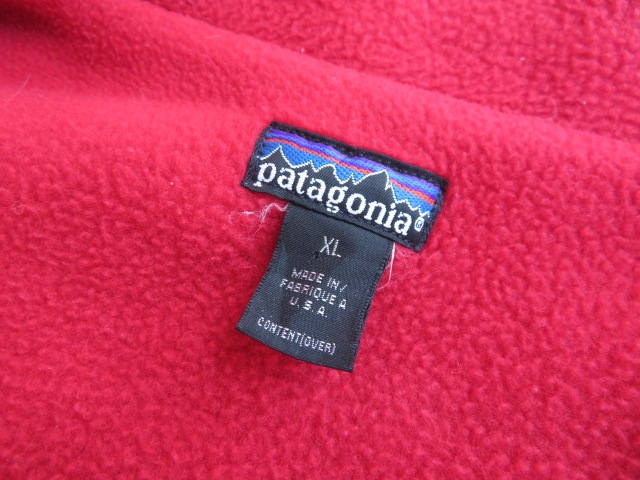 patagonia®
XL
MADE IN/
FABRIQUE A
U.S.A.
CONTENT(OVER)